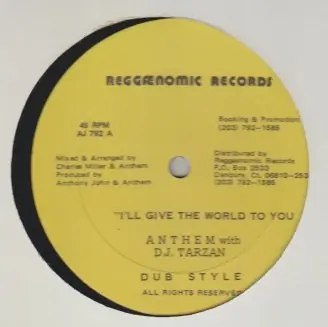 REGGÆNOMIC RECORDS
45 RPM
AJ 792 A
Booking & Promotion
(203) 792-1585
Mixed & Arranged by
Charlie Miller & Anthem
Produced by
Anthony John & Anthem
Distributed by
Reggaenomic Records
P.O. Box 2533
Danbury, Ct. 06810-253
(203) 792-1585
"I'LL GIVE THE WORLD TO YOU
ANTHEM with
D.J. TARZAN
DUB STYLE
ALL RIGHTS RESERVED